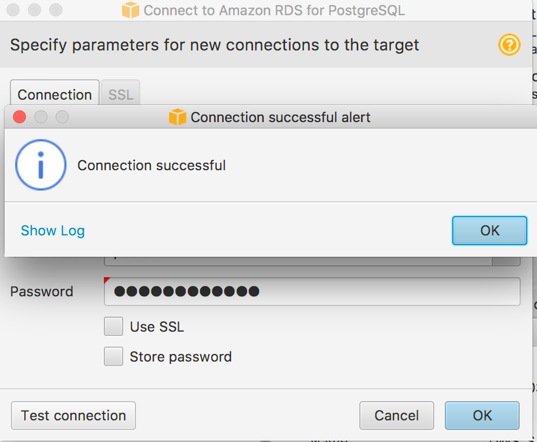 Connect to Amazon RDS for PostgreSQL
Specify parameters for new connections to the target
Connection SSL
Connection successful alert
Connection successful
Show Log OK
Password
Use SSL
Store password
Test connection Cancel OK